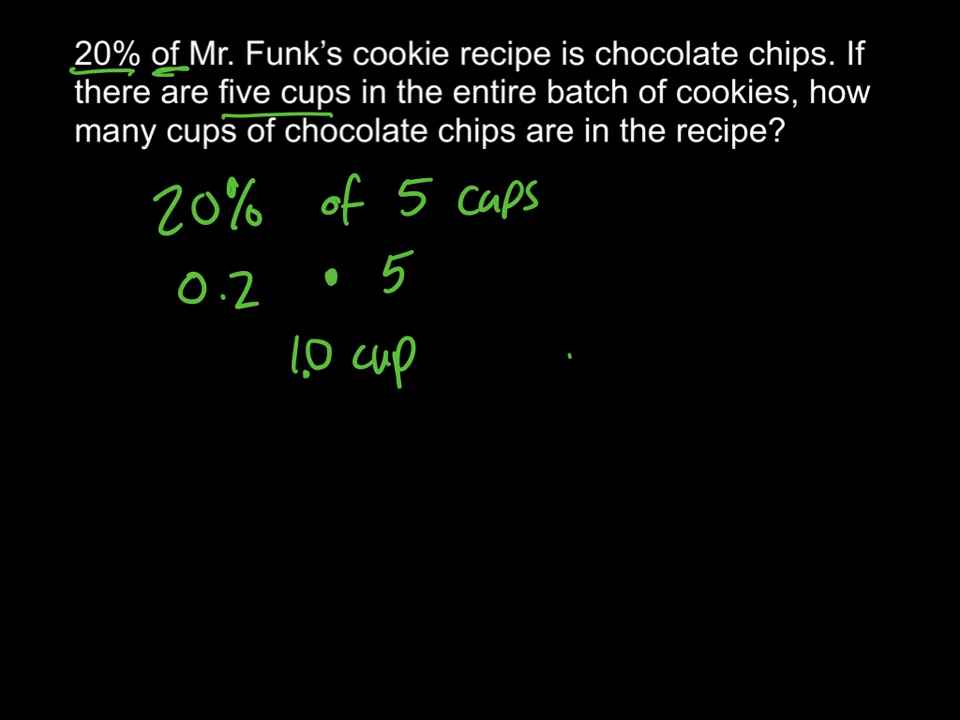 20% of Mr. Funk’s cookie recipe is chocolate chips. If
there are five cups in the entire batch of cookies, how
many cups of chocolate chips are in the recipe?
20% of 5 cups
0.2 • 5
1.0 cup